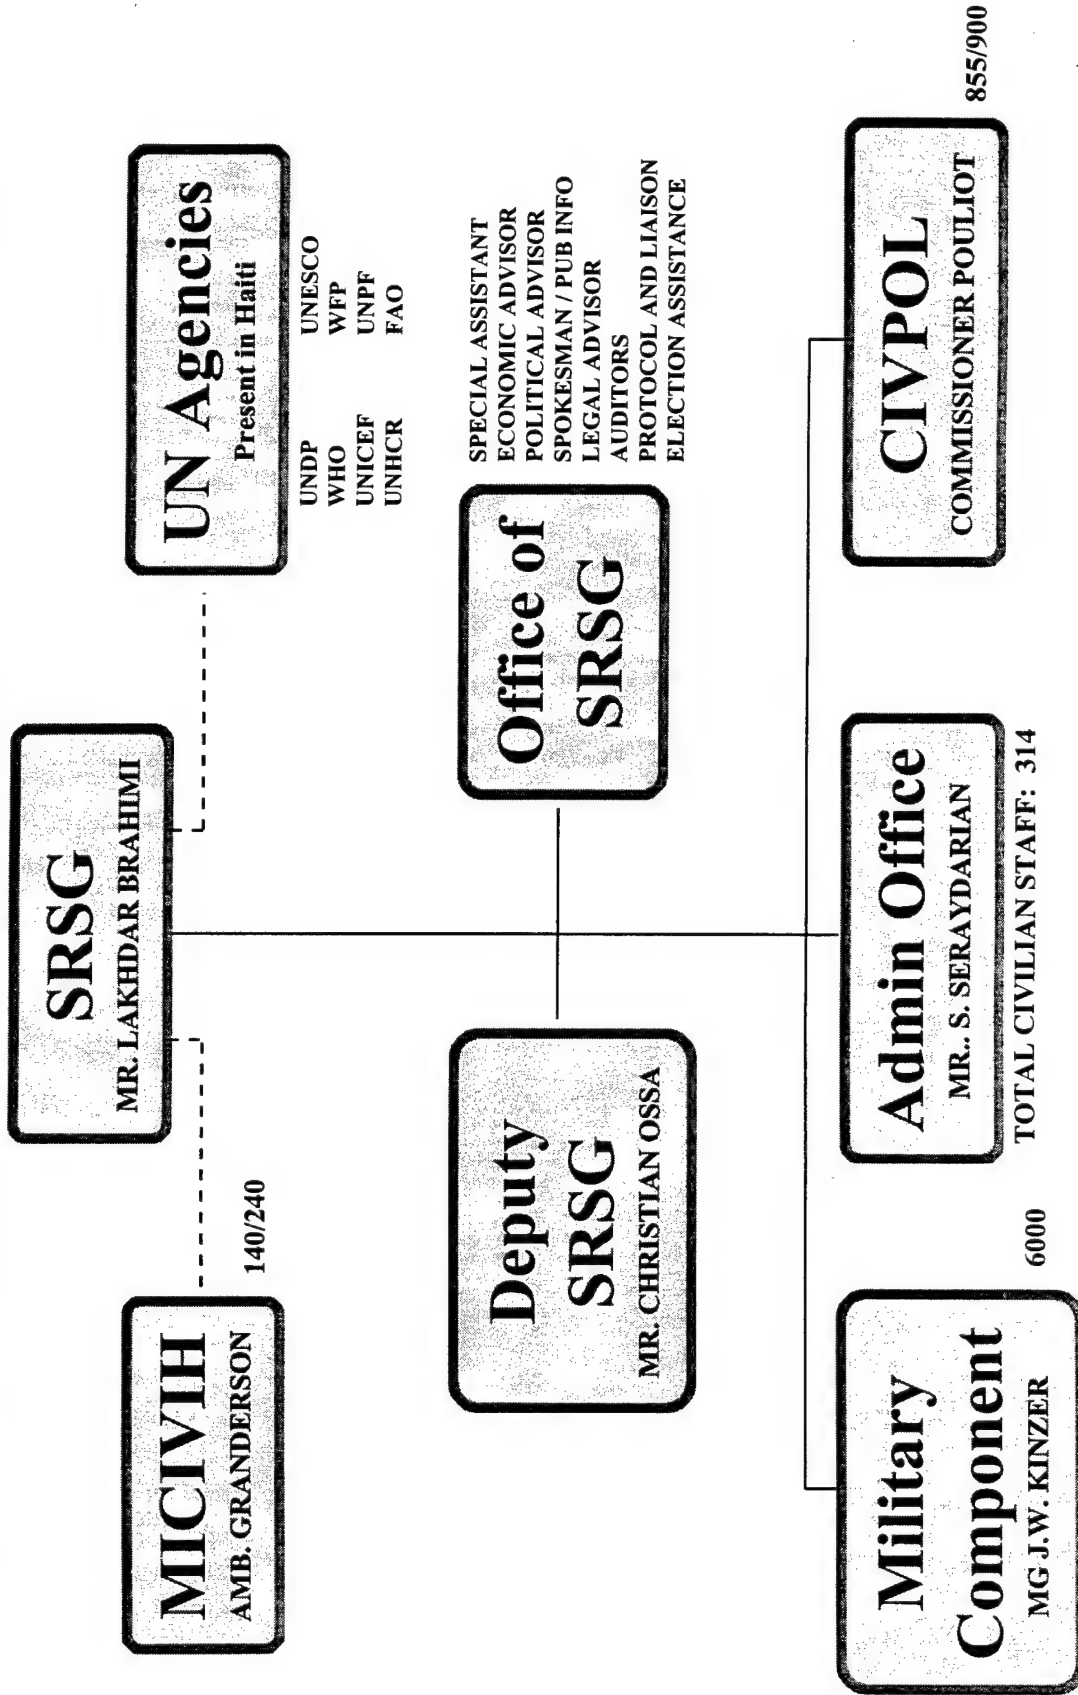 SRSG
MR. LAKHDAR BRAHIMI
MICIVIH
AMB. GRANDERSON
140/240
UN Agencies
Present in Haiti
UNDP UNESCO
WHO WFP
UNICEF UNPF
UNHCR FAO
Deputy
SRSG
MR. CHRISTIAN OSSA
Office of
SRSG
SPECIAL ASSISTANT
ECONOMIC ADVISOR
POLITICAL ADVISOR
SPOKESMAN / PUB INFO
LEGAL ADVISOR
AUDITORS
PROTOCOL AND LIAISON
ELECTION ASSISTANCE
Military
Component
MG J.W. KINZER
6000
Admin Office
MR.. S. SERAYDARIAN
TOTAL CIVILIAN STAFF: 314
CIVPOL
COMMISSIONER POULIOT
855/900